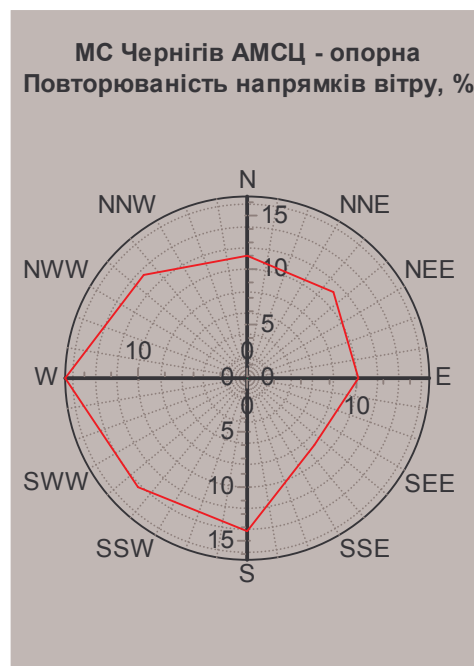 МС Чернігів АМСЦ - опорна
Повторюваність напрямків вітру, %
N
NNW
NNE
15
NWW
NEE
10
5
10
0
W
0
0
E
0
10
5
SWW
SEE
10
SSW
15
SSE
S